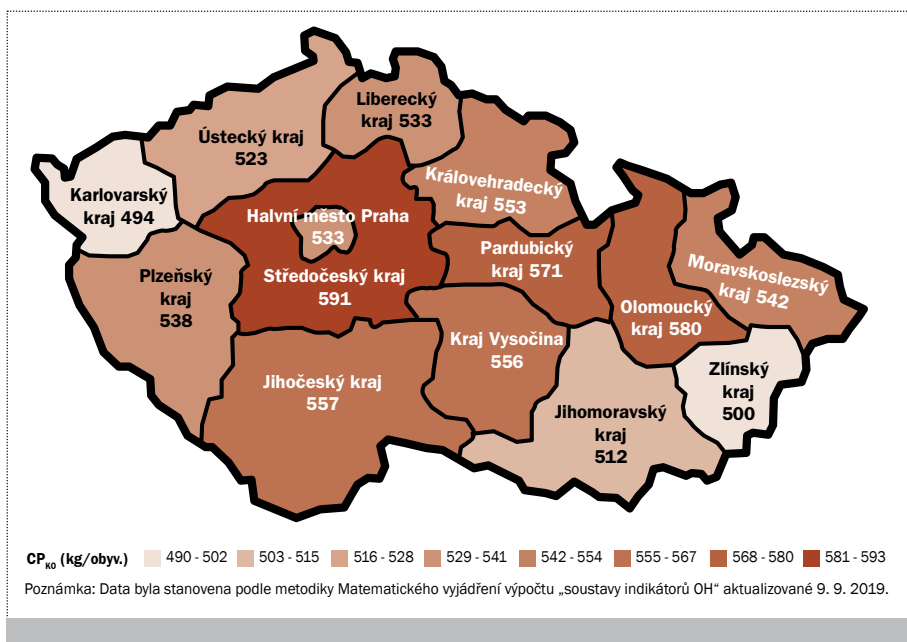 Liberecký
kraj 533
Ústecký kraj
523
Královehradecký
kraj 553
Karlovarský
kraj 494
Halvní město Praha
533
Pardubický
kraj 571
Moravskoslezský
kraj 542
Plzeňský
kraj
538
Středočeský kraj
591
Olomoucký
kraj 580
Kraj Vysočina
556
Zlínský
kraj
500
Jihočeský kraj
557
Jihomoravský
kraj
512
CPKO (kg/obyv.) 490 - 502 503 - 515 516 - 528 529 - 541 542 - 554 555 - 567 568 - 580 581 - 593
Poznámka: Data byla stanovena podle metodiky Matematického vyjádření výpočtu „soustavy indikátorů OH“ aktualizované 9. 9. 2019.